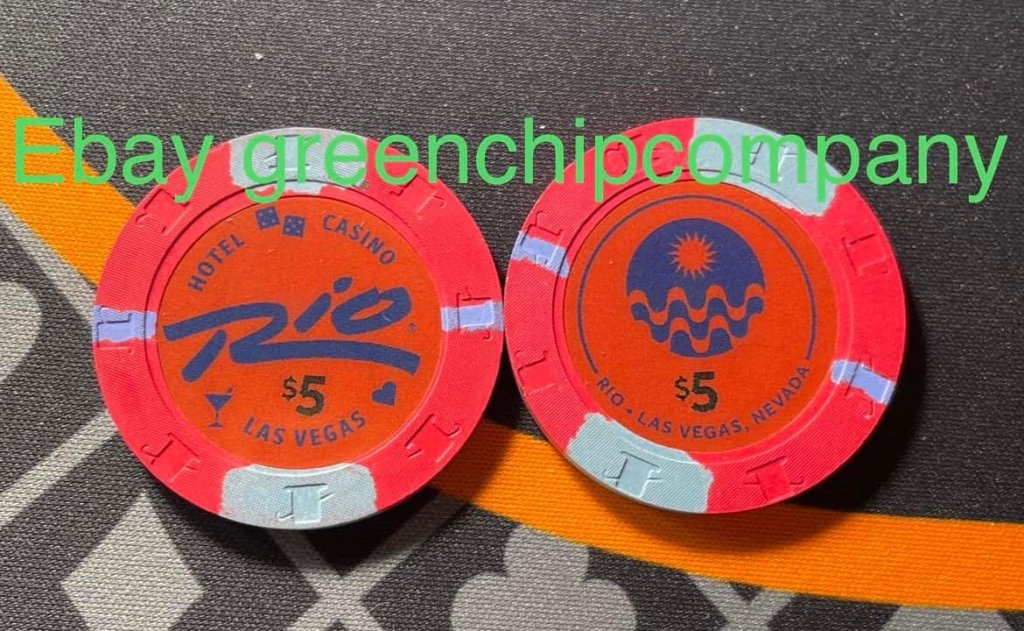 Ebay greenchipcompany
HOTEL CASINO
Rio®
$5
LAS VEGAS
$5
RIO • LAS VEGAS, NEVADA